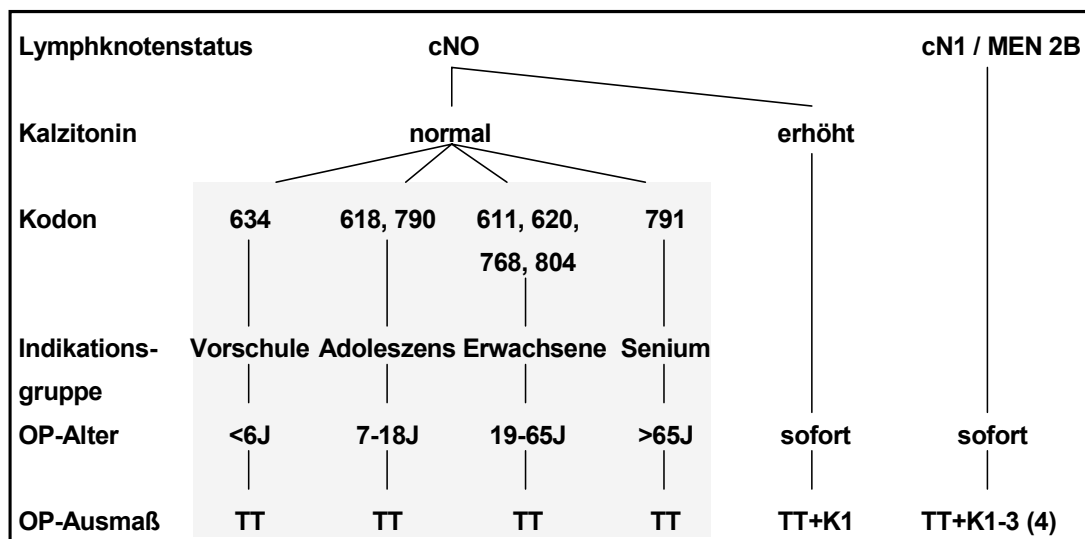 Lymphknotenstatus cNO cN1 / MEN 2B
Kalzitonin normal erhöht
Kodon 634 618, 790 611, 620, 791
768, 804
Indikations- Vorschule Adoleszens Erwachsene Senium
gruppe
OP-Alter <6J 7-18J 19-65J >65J sofort sofort
OP-Ausmaß TT TT TT TT TT+K1 TT+K1-3 (4)